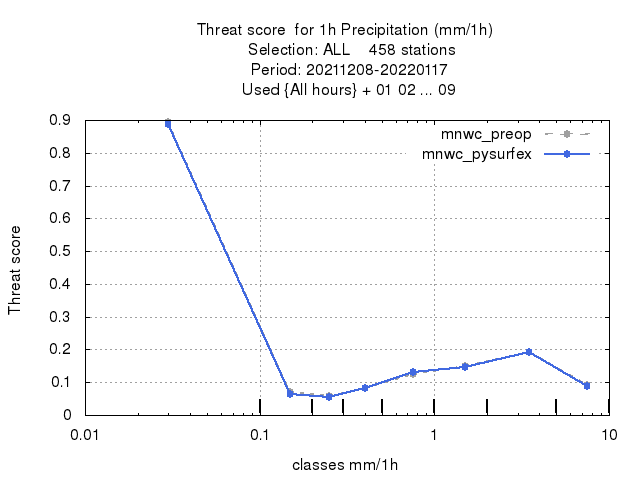 Threat score  for 1h Precipitation (mm/1h)
Selection: ALL    458 stations
Period: 20211208-20220117
Used {All hours} + 01 02 ... 09
mnwc_preop
mnwc_pysurfex
0.9
0.8
0.7
0.6
0.5
0.4
0.3
0.2
0.1
0
Threat score
0.01
0.1
1
10
classes mm/1h